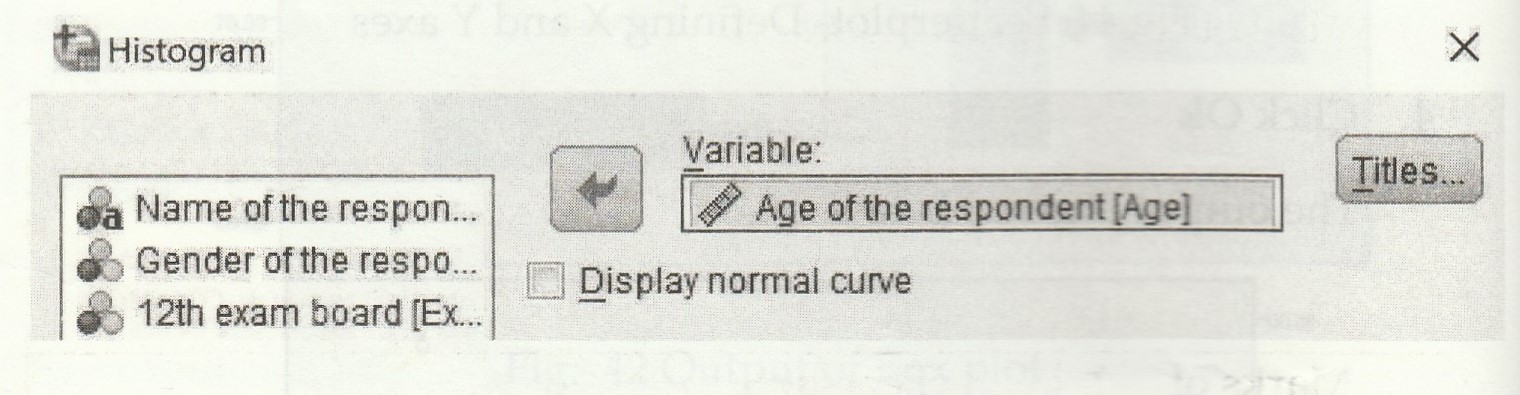 Histogram
Variable:
Titles...
Name of the respon...
Age of the respondent [Age]
Gender of the respo...
Display normal curve
12th exam board [Ex...